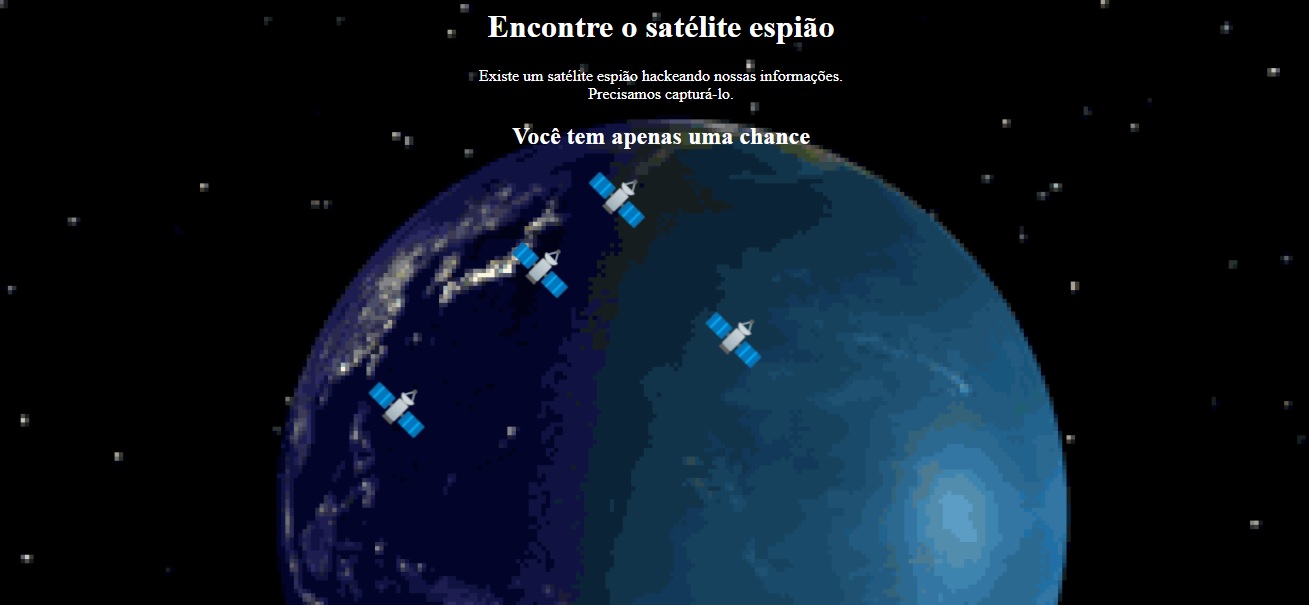 Encontre o satélite espião
Existe um satélite espião hackeando nossas informações.
Precisamos capturá-lo.
Você tem apenas uma chance